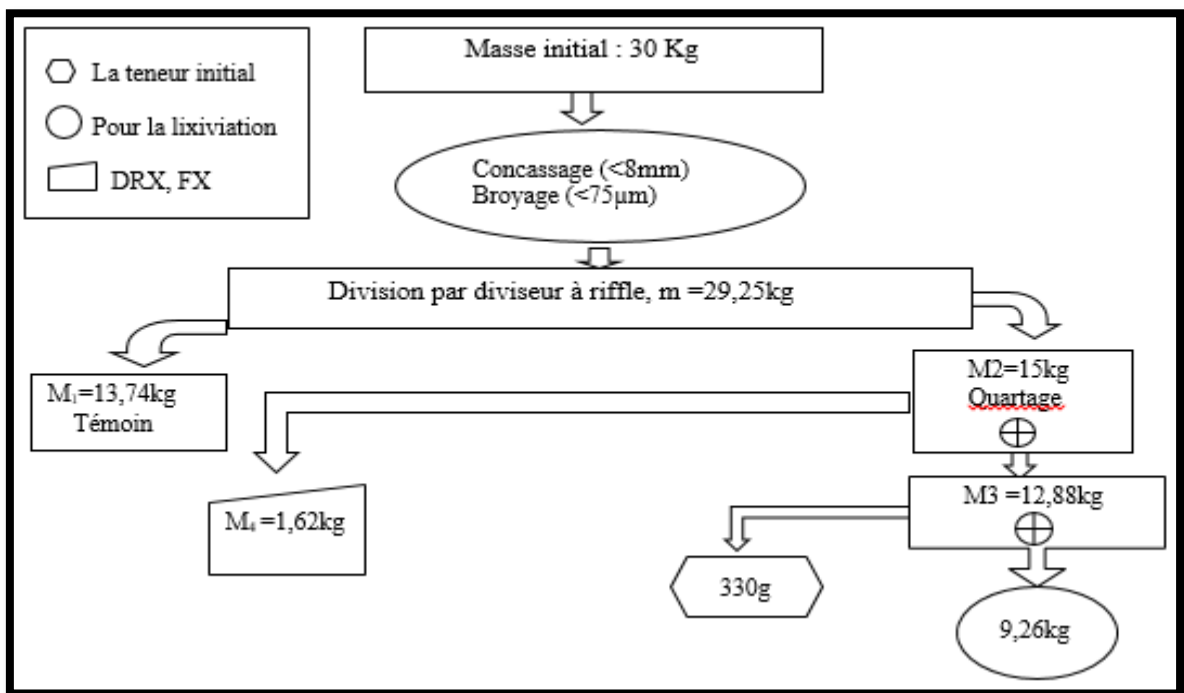 Masse initial : 30 Kg
La teneur initial
Pour la lixiviation
DRX, FX
Concassage (<8mm)
Broyage (<75µm)
Division par diviseur à riffle, m =29,25kg
M₁=13,74kg
Témoin
M2=15kg
Quartage
M₄ =1,62kg
M3 =12,88kg
330g
9,26kg